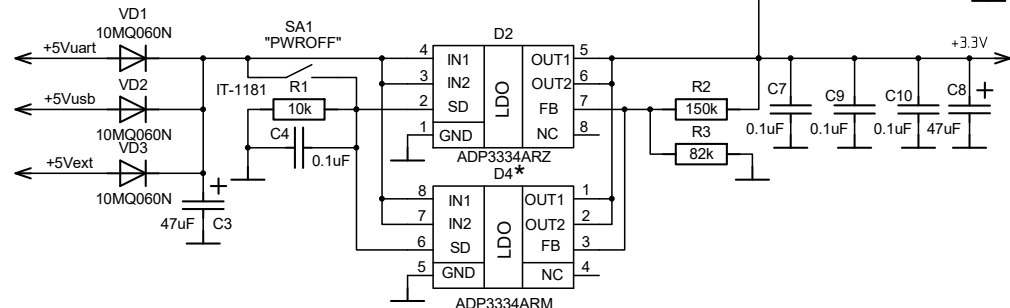 VD1
+5Vuart
10MQ060N
VD2
+5Vusb
10MQ060N
VD3
+5Vext
10MQ060N
47uF C3
+
SA1
"PWROFF"
IT-1181
R1
10k
C4
0.1uF
D2
4 IN1 OUT1 5
3 IN2 OUT2 6
2 SD FB 7
1 GND NC 8
LDO
ADP3334ARZ
D4*
8 IN1 OUT1 1
7 IN2 OUT2 2
6 SD FB 3
5 GND NC 4
LDO
ADP3334ARM
R2
150k
R3
82k
+3.3V
C7 C9 C10 C8 +
0.1uF 0.1uF 0.1uF 47uF